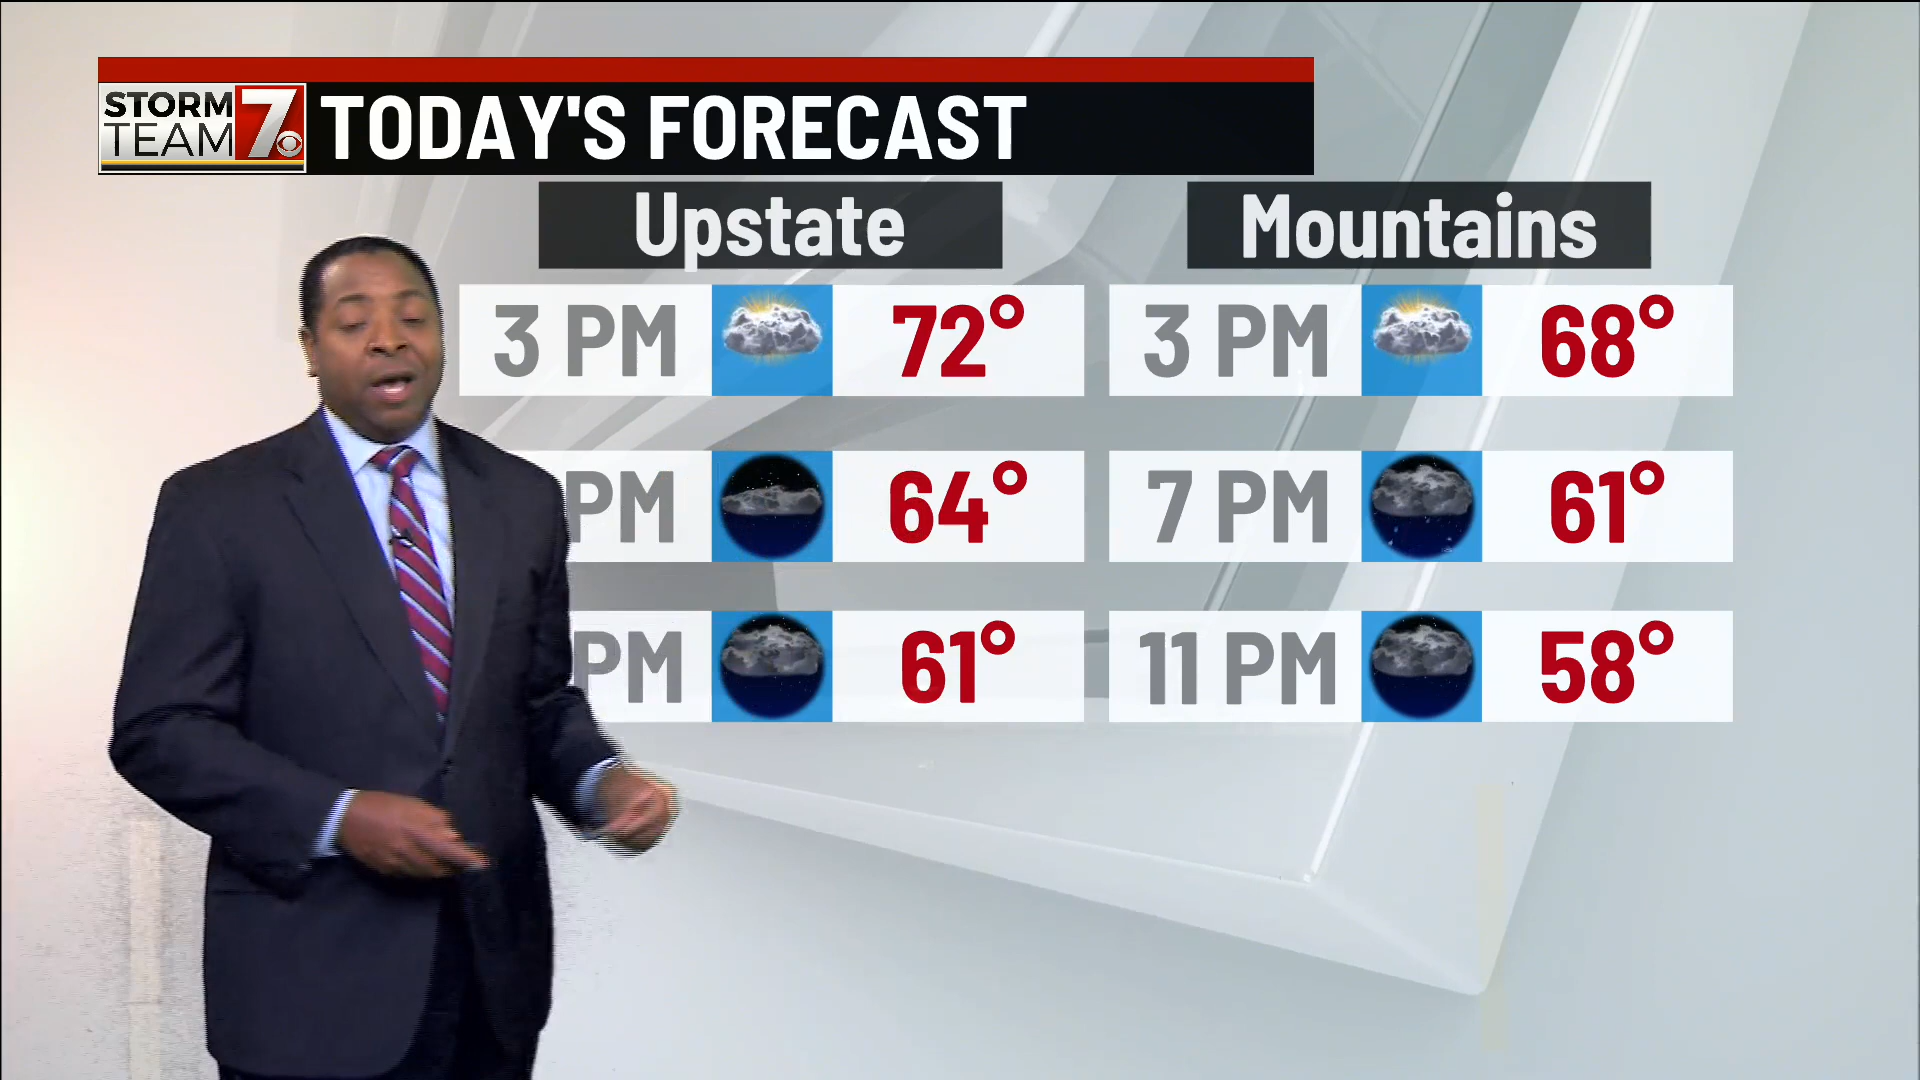 STORM
TEAM 7
TODAY'S FORECAST
Upstate
3 PM 72°
PM 64°
PM 61°
Mountains
3 PM 68°
7 PM 61°
11 PM 58°